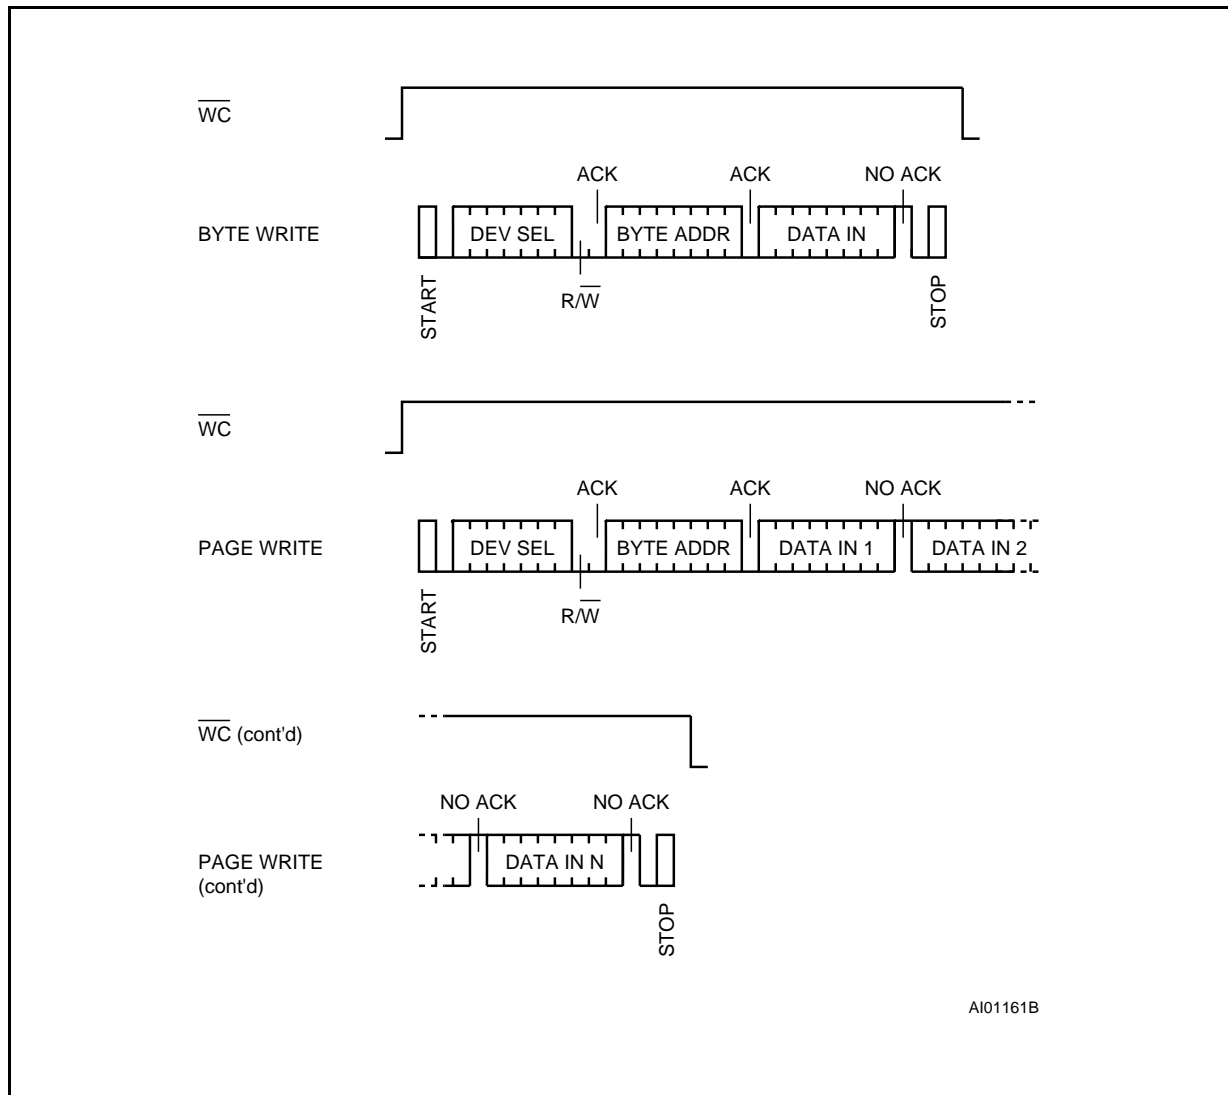 WC
ACK ACK NO ACK
BYTE WRITE DEV SEL BYTE ADDR DATA IN
R/W
START STOP
WC
ACK ACK NO ACK
PAGE WRITE DEV SEL BYTE ADDR DATA IN 1 DATA IN 2
R/W
START
WC (cont'd)
NO ACK NO ACK
PAGE WRITE DATA IN N
(cont'd)
STOP
AI01161B